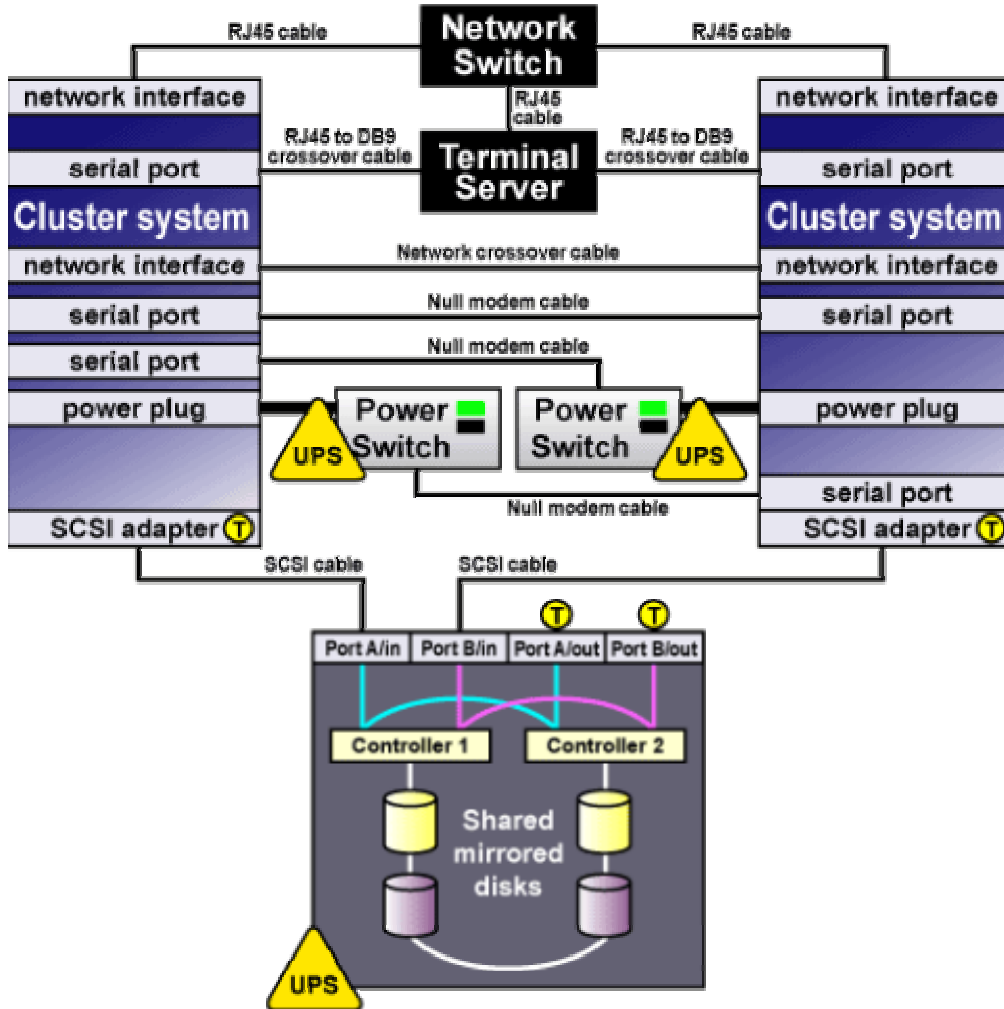 RJ45 cable
Network
Switch
RJ45 cable
network interface
RJ45
cable
network interface
RJ45 to DB9
crossover cable
Terminal
Server
RJ45 to DB9
crossover cable
serial port
serial port
Cluster system
Cluster system
Network crossover cable
network interface
network interface
Null modem cable
serial port
serial port
Null modem cable
serial port
power plug
UPS
Power
Switch
Power
Switch
UPS
power plug
Null modem cable
serial port
SCSI adapter T
SCSI adapter T
SCSI cable
SCSI cable
T
T
Port A/in
Port B/in
Port A/out
Port B/out
Controller 1
Controller 2
Shared
mirrored
disks
UPS